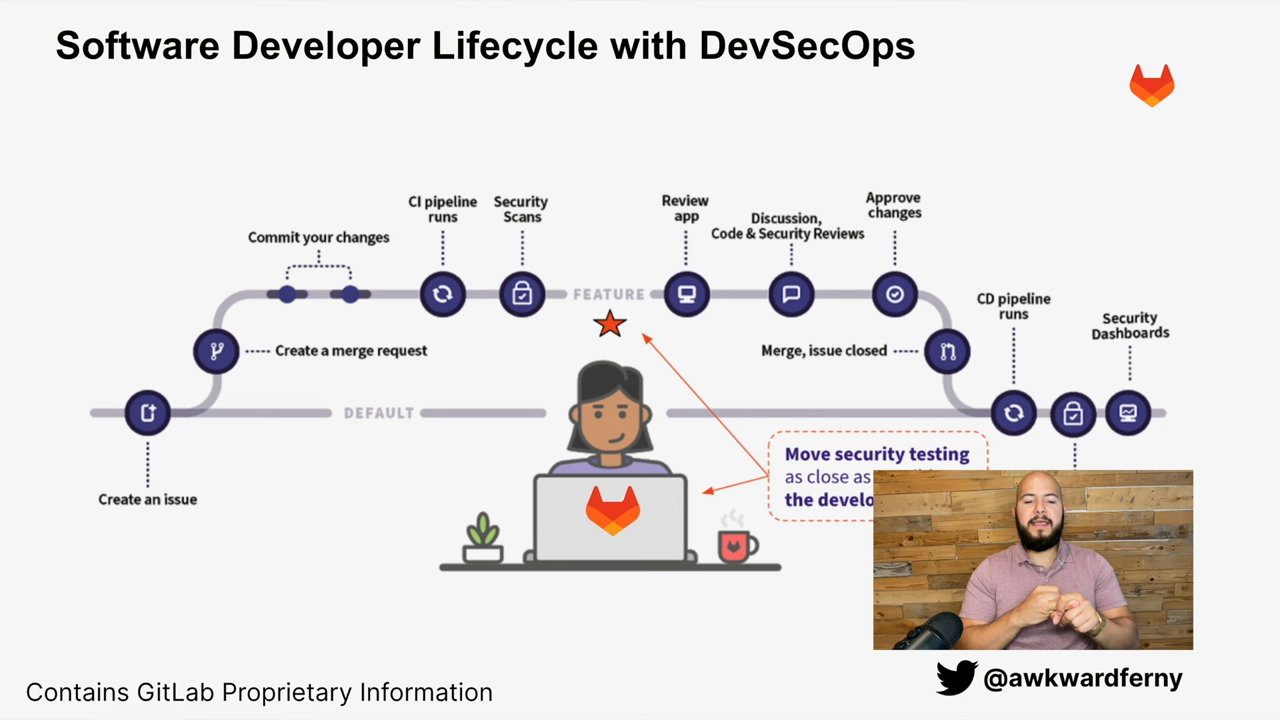 Software Developer Lifecycle with DevSecOps
CI pipeline
runs
Security
Scans
Review
app
Approve
changes
Discussion,
Code & Security Reviews
Commit your changes
FEATURE
CD pipeline
runs
Security
Dashboards
Create a merge request
Merge, issue closed
DEFAULT
Move security testing
as close as
the develo
Create an issue
@awkwardferny
Contains GitLab Proprietary Information